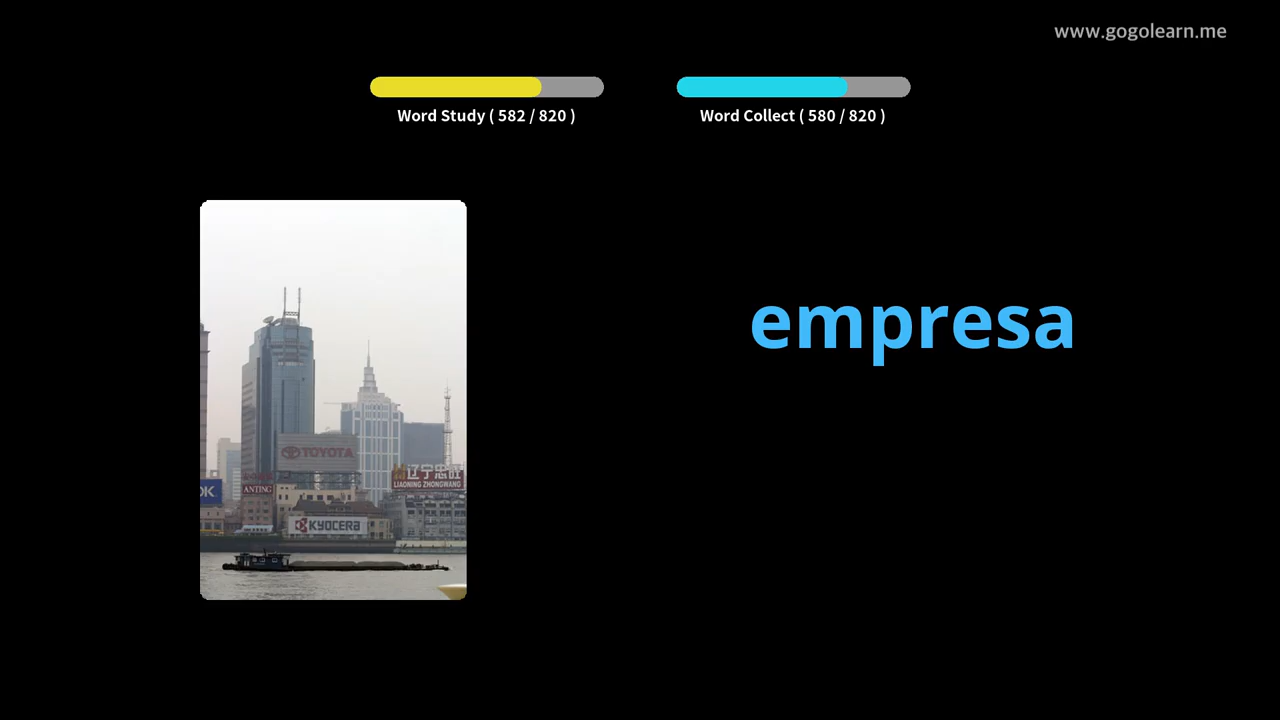 www.gogolearn.me
Word Study ( 582 / 820 )
Word Collect ( 580 / 820 )
empresa
TOYOTA
辽宁忠旺
LIAONING ZHONGWANG
OK
ANTING
KYOCERA